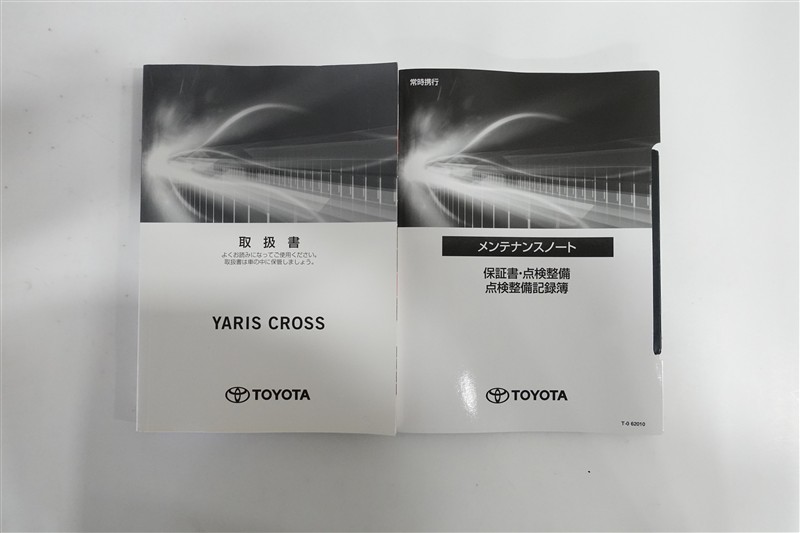 取扱書
よくお読みになってご使用ください。
取扱書は車の中に保管しましょう。
YARIS CROSS
TOYOTA
常時携行
メンテナンスノート
保証書・点検整備
点検整備記録簿
TOYOTA
T-0 62010